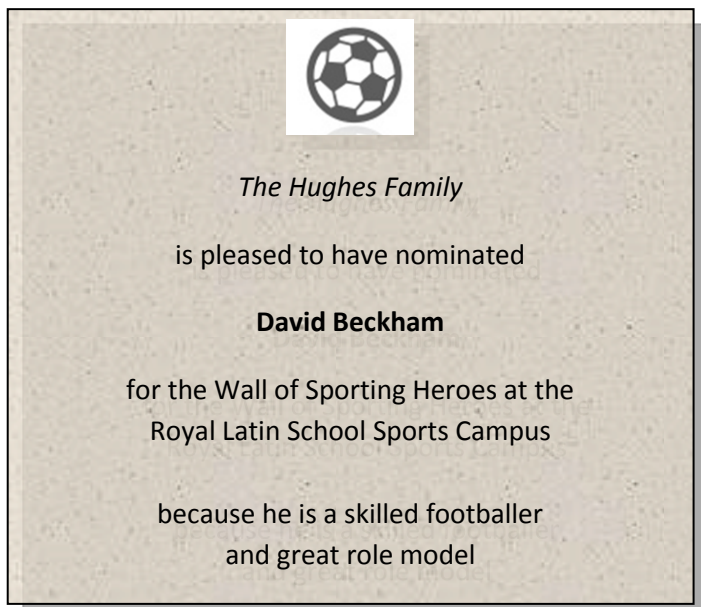 The Hughes Family
is pleased to have nominated
David Beckham
for the Wall of Sporting Heroes at the
Royal Latin School Sports Campus
because he is a skilled footballer
and great role model